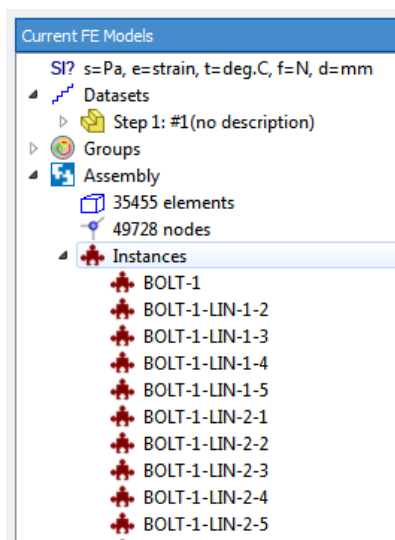 Current FE Models
SI? s=Pa, e=strain, t=deg.C, f=N, d=mm
Datasets
Step 1: #1(no description)
Groups
Assembly
35455 elements
49728 nodes
Instances
BOLT-1
BOLT-1-LIN-1-2
BOLT-1-LIN-1-3
BOLT-1-LIN-1-4
BOLT-1-LIN-1-5
BOLT-1-LIN-2-1
BOLT-1-LIN-2-2
BOLT-1-LIN-2-3
BOLT-1-LIN-2-4
BOLT-1-LIN-2-5